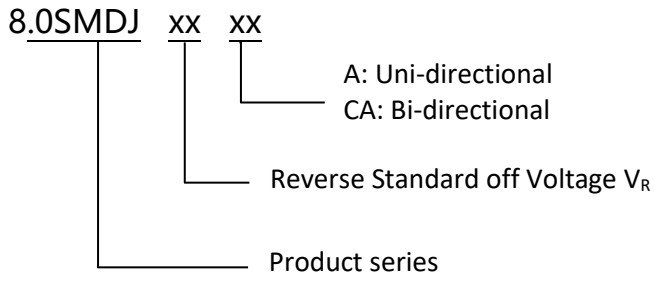 8.0SMDJ xx xx
A: Uni-directional
CA: Bi-directional
Reverse Standard off Voltage VR
Product series